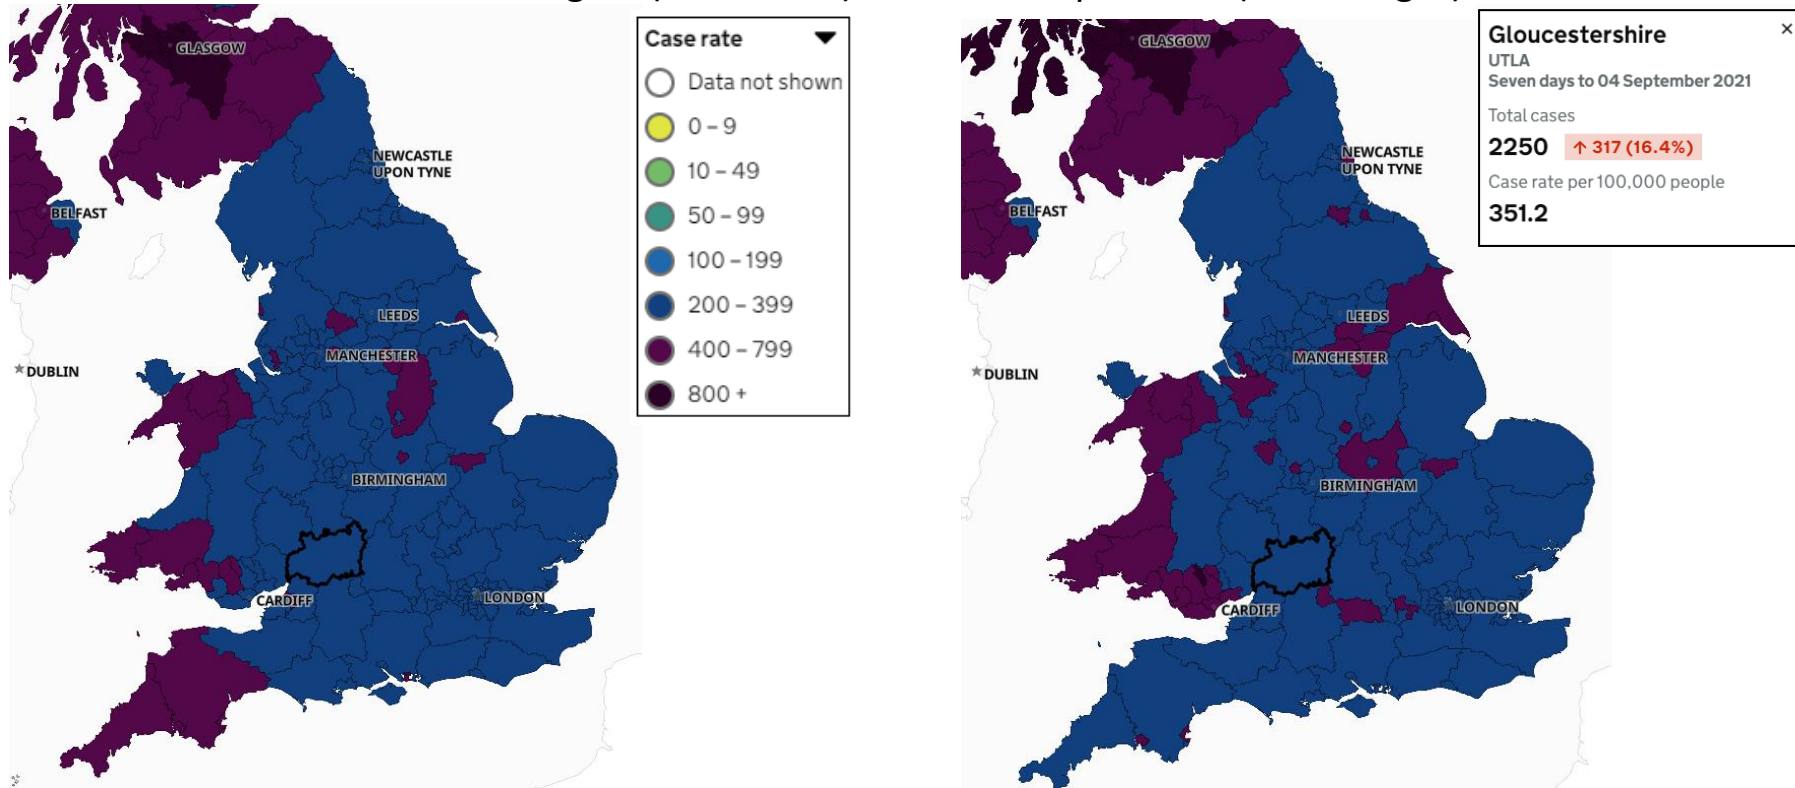 GLASGOW
NEWCASTLE
UPON TYNE
BELFAST
LEEDS
MANCHESTER
DUBLIN
BIRMINGHAM
CARDIFF
LONDON
Case rate
Data not shown
0 – 9
10 – 49
50 – 99
100 – 199
200 – 399
400 – 799
800 +
GLASGOW
NEWCASTLE
UPON TYNE
BELFAST
LEEDS
MANCHESTER
DUBLIN
BIRMINGHAM
CARDIFF
LONDON
Gloucestershire
×
UTLA
Seven days to 04 September 2021
Total cases
2250 ↑ 317 (16.4%)
Case rate per 100,000 people
351.2